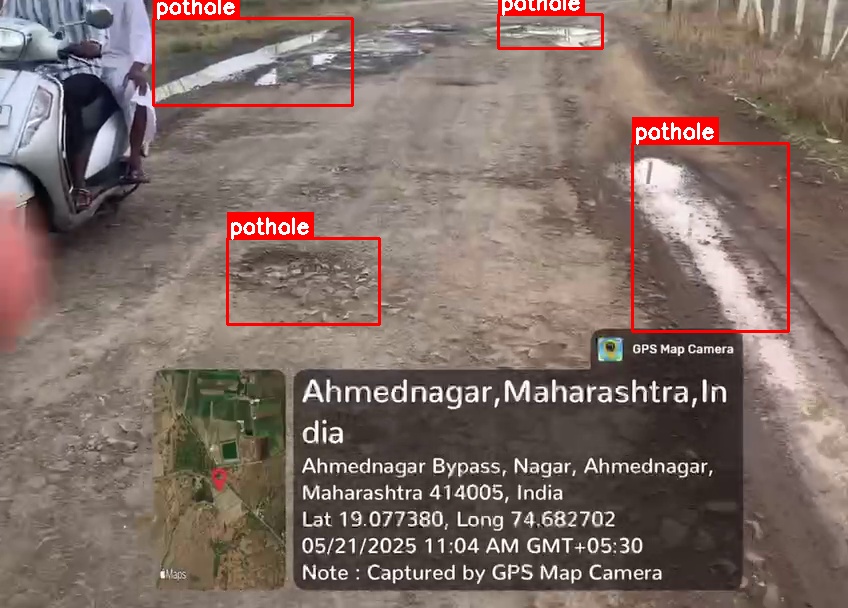 pothole
pothole
pothole
pothole
GPS Map Camera
Ahmednagar,Maharashtra,In
dia
Ahmednagar Bypass, Nagar, Ahmednagar,
Maharashtra 414005, India
Lat 19.077380, Long 74.682702
05/21/2025 11:04 AM GMT+05:30
Note : Captured by GPS Map Camera
Maps